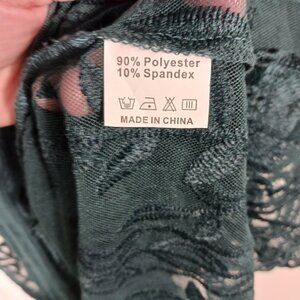 90% Polyester
10% Spandex
MADE IN CHINA